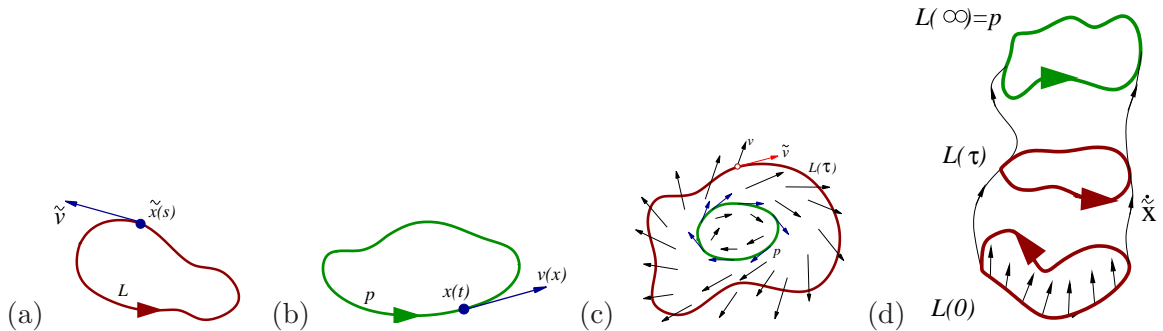 (a)
ṽ
x̃(s)
L
(b)
p
x(t)
v(x)
(c)
v
ṽ
L(τ)
p
(d)
L(∞)=p
L(τ)
ẋ̃
L(0)